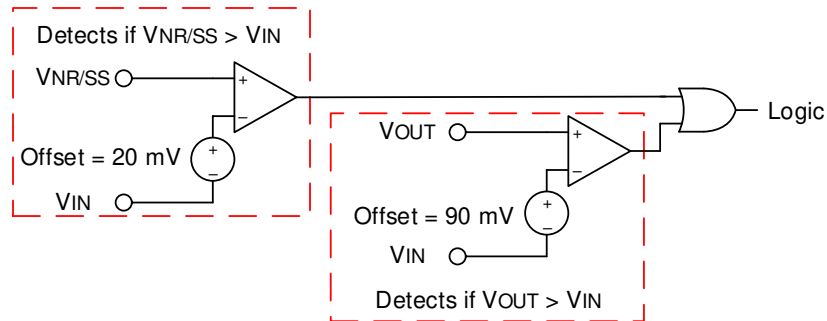 Detects if VNR/SS > VIN
VNR/SS
+
−
Offset = 20 mV
+
−
VIN
VOUT
+
−
Offset = 90 mV
+
−
VIN
Detects if VOUT > VIN
Logic